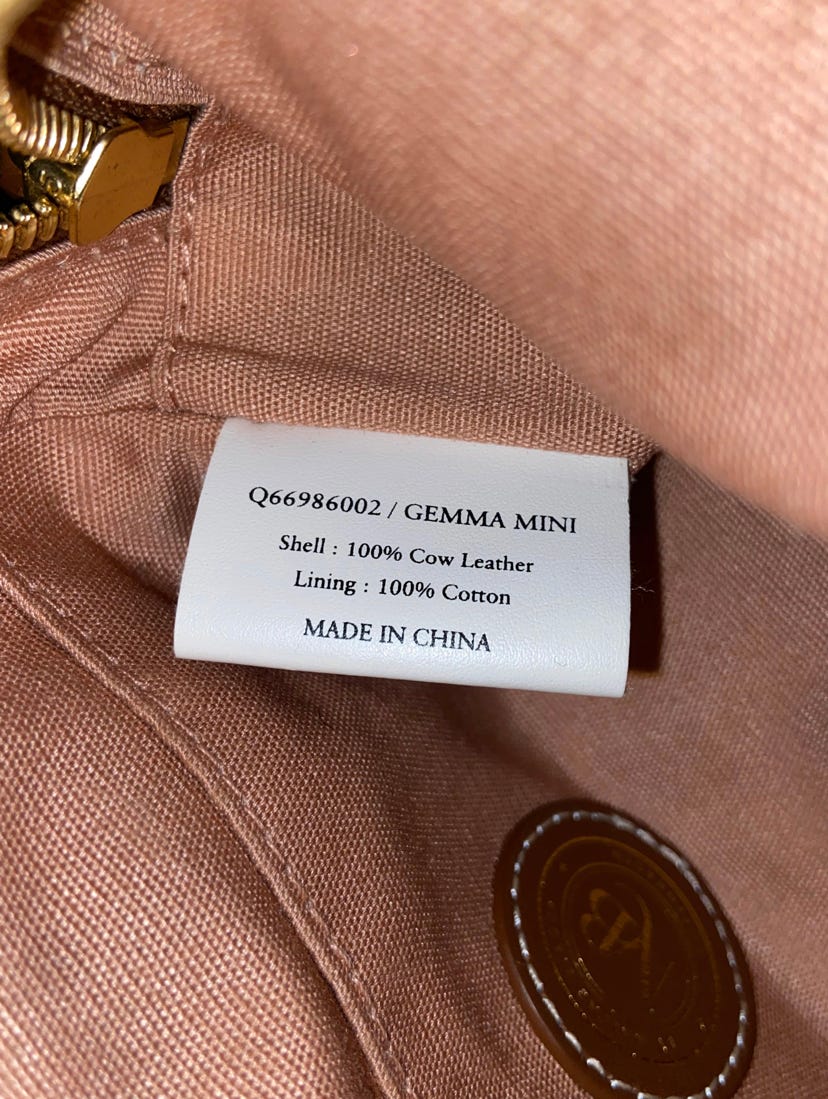 Q66986002 / GEMMA MINI
Shell : 100% Cow Leather
Lining : 100% Cotton
MADE IN CHINA